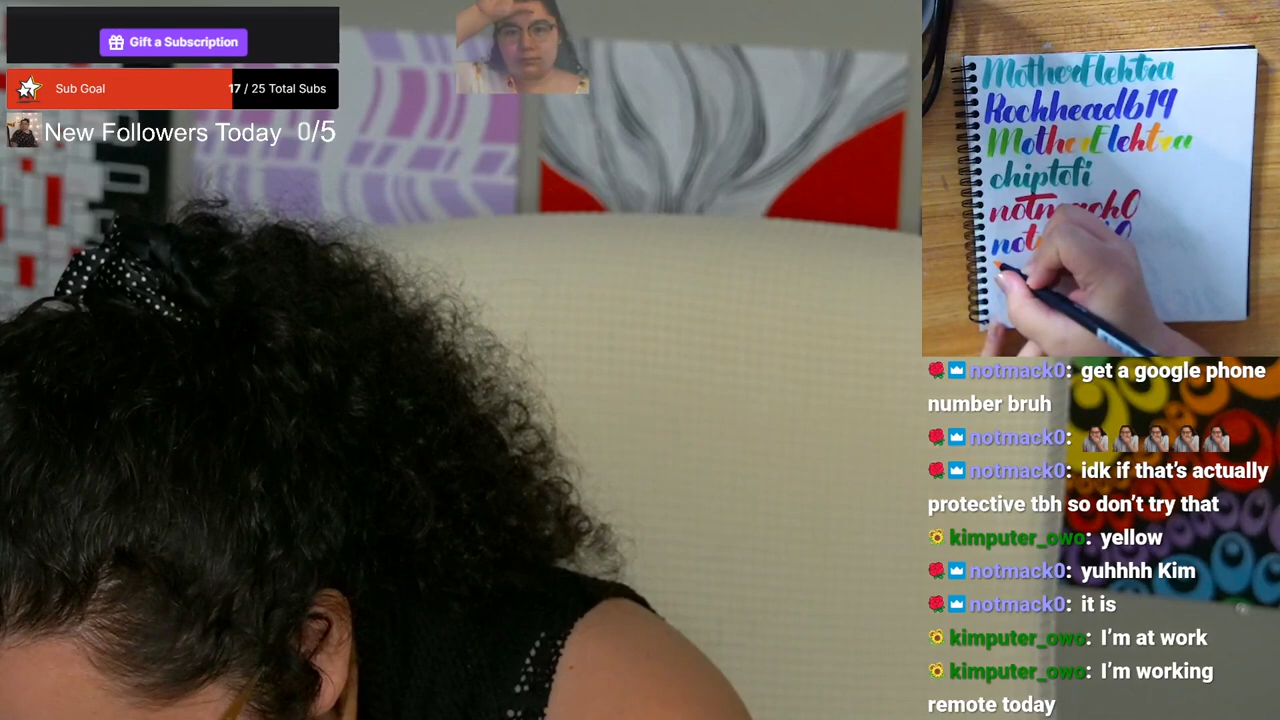 Gift a Subscription
Sub Goal 17 / 25 Total Subs
New Followers Today 0/5
MotherElektra
Rockhead619
MotherElektra
chiptofi
notmack0
not
notmack0: get a google phone
number bruh
notmack0:
notmack0: idk if that's actually
protective tbh so don't try that
kimputer_owo: yellow
notmack0: yuhhhh Kim
notmack0: it is
kimputer_owo: I'm at work
kimputer_owo: I'm working
remote today